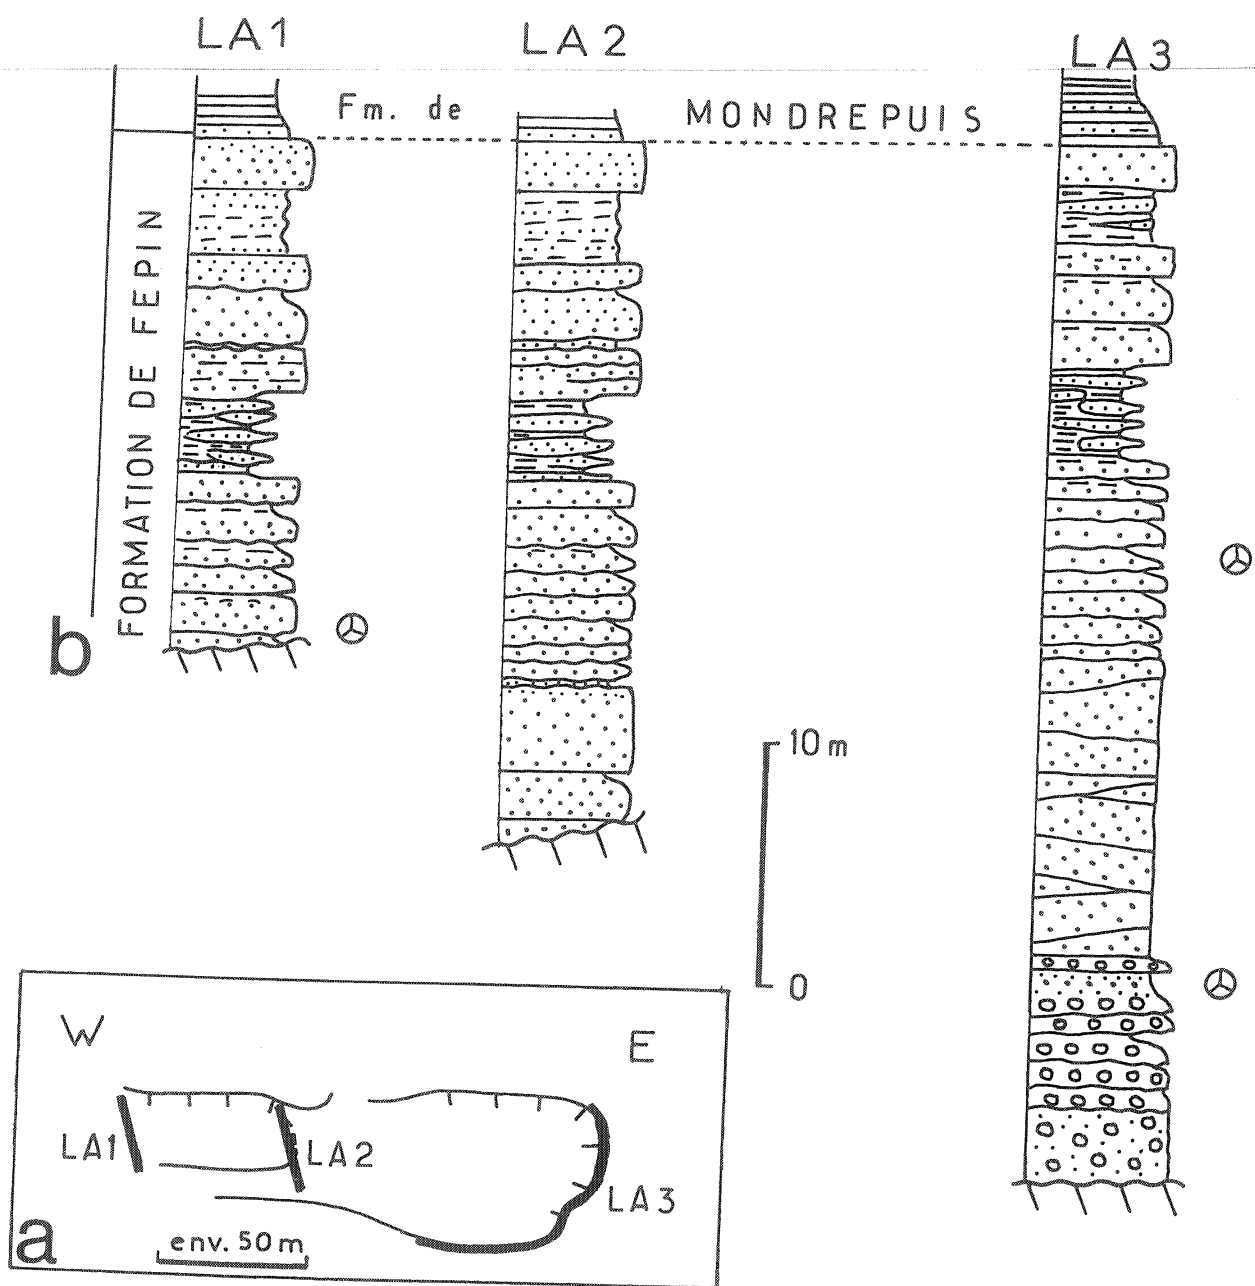 LA1
LA2
LA3
Fm. de MONDREPUIS
FORMATION DE FEPIN
b
10 m
0
W
E
LA1
LA2
LA3
env. 50 m
a